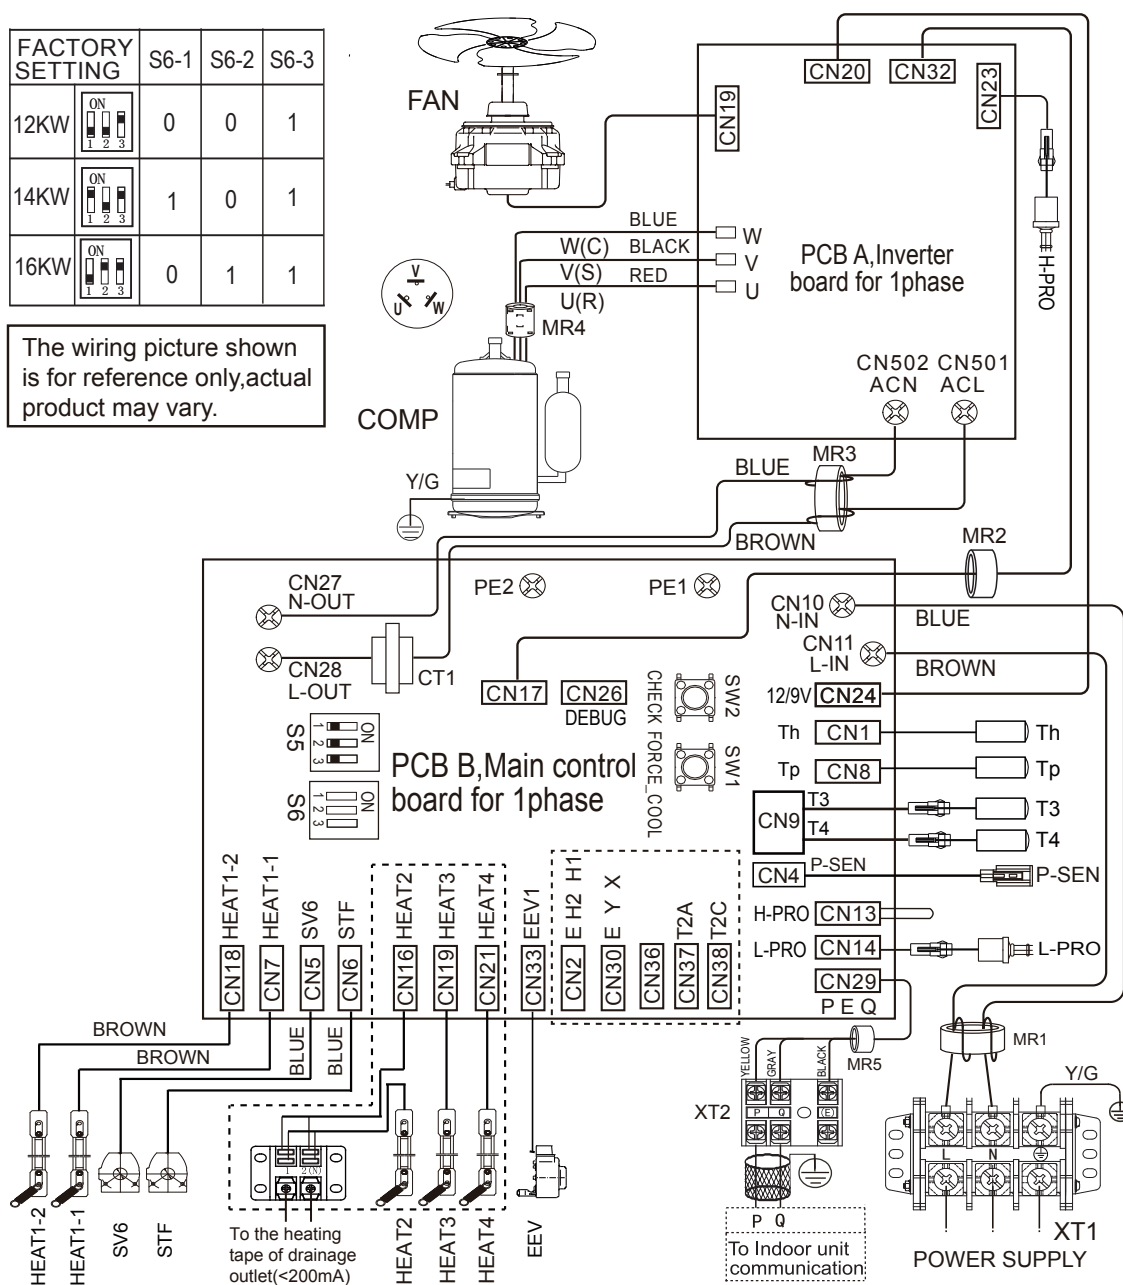 FACTORY SETTING S6-1 S6-2 S6-3
12KW ON 1 2 3 0 0 1
14KW ON 1 2 3 1 0 1
16KW ON 1 2 3 0 1 1
The wiring picture shown
is for reference only,actual
product may vary.
FAN
CN19
CN20
CN32
CN23
H-PRO
PCB A,Inverter
board for 1phase
BLUE
W
W(C)
BLACK
V
V(S)
RED
U
U(R)
MR4
V
U
W
COMP
Y/G
CN502
ACN
CN501
ACL
MR3
BLUE
BROWN
MR2
CN27
N-OUT
PE2
PE1
CN10
N-IN
BLUE
CN11
L-IN
BROWN
CN28
L-OUT
CT1
CN17
CN26
DEBUG
SW2
CHECK
SW1
FORCE_COOL
12/9V
CN24
Th
CN1
Th
Tp
CN8
Tp
CN9
T3
T3
T4
T4
CN4
P-SEN
P-SEN
H-PRO
CN13
L-PRO
CN14
L-PRO
CN29
P E Q
S5
1 2 3
ON
S6
1 2 3
ON
PCB B,Main control
board for 1phase
HEAT1-2
CN18
HEAT1-1
CN7
SV6
CN5
STF
CN6
HEAT2
CN16
HEAT3
CN19
HEAT4
CN21
EEV1
CN33
E H2 H1
CN2
E Y X
CN30
CN36
T2A
CN37
T2C
CN38
BROWN
BROWN
BLUE
BLUE
HEAT1-2
HEAT1-1
SV6
STF
1
2(N)
To the heating
tape of drainage
outlet(<200mA)
HEAT2
HEAT3
HEAT4
EEV
YELLOW
GRAY
BLACK
MR5
XT2
P
Q
(E)
P Q
To Indoor unit
communication
MR1
Y/G
L
N
XT1
POWER SUPPLY